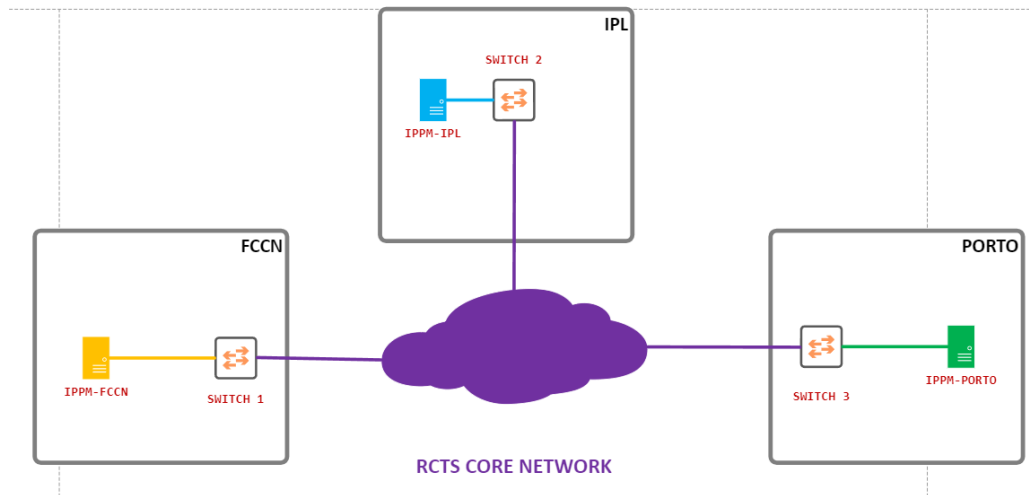 IPL
SWITCH 2
IPPM-IPL
FCCN
PORTO
IPPM-FCCN
SWITCH 1
SWITCH 3
IPPM-PORTO
RCTS CORE NETWORK